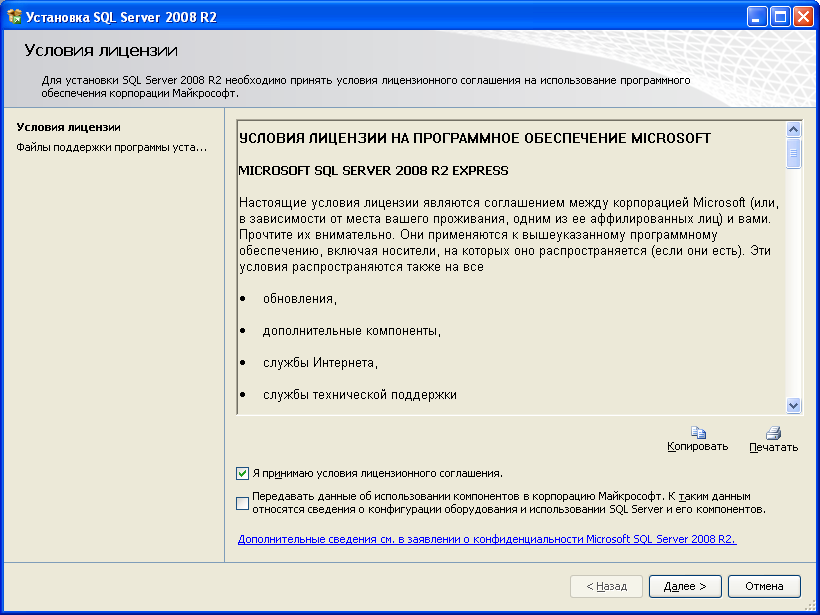 Установка SQL Server 2008 R2
Условия лицензии
Для установки SQL Server 2008 R2 необходимо принять условия лицензионного соглашения на использование программного
обеспечения корпорации Майкрософт.
Условия лицензии
Файлы поддержки программы уста...
УСЛОВИЯ ЛИЦЕНЗИИ НА ПРОГРАММНОЕ ОБЕСПЕЧЕНИЕ MICROSOFT
MICROSOFT SQL SERVER 2008 R2 EXPRESS
Настоящие условия лицензии являются соглашением между корпорацией Microsoft (или,
в зависимости от места вашего проживания, одним из ее аффилированных лиц) и вами.
Прочтите их внимательно. Они применяются к вышеуказанному программному
обеспечению, включая носители, на которых оно распространяется (если они есть). Эти
условия распространяются также на все
• обновления,
• дополнительные компоненты,
• службы Интернета,
• службы технической поддержки
Копировать
Печатать
Я принимаю условия лицензионного соглашения.
Передавать данные об использовании компонентов в корпорацию Майкрософт. К таким данным
относятся сведения о конфигурации оборудования и использовании SQL Server и его компонентов.
Дополнительные сведения см. в заявлении о конфиденциальности Microsoft SQL Server 2008 R2.
< Назад
Далее >
Отмена